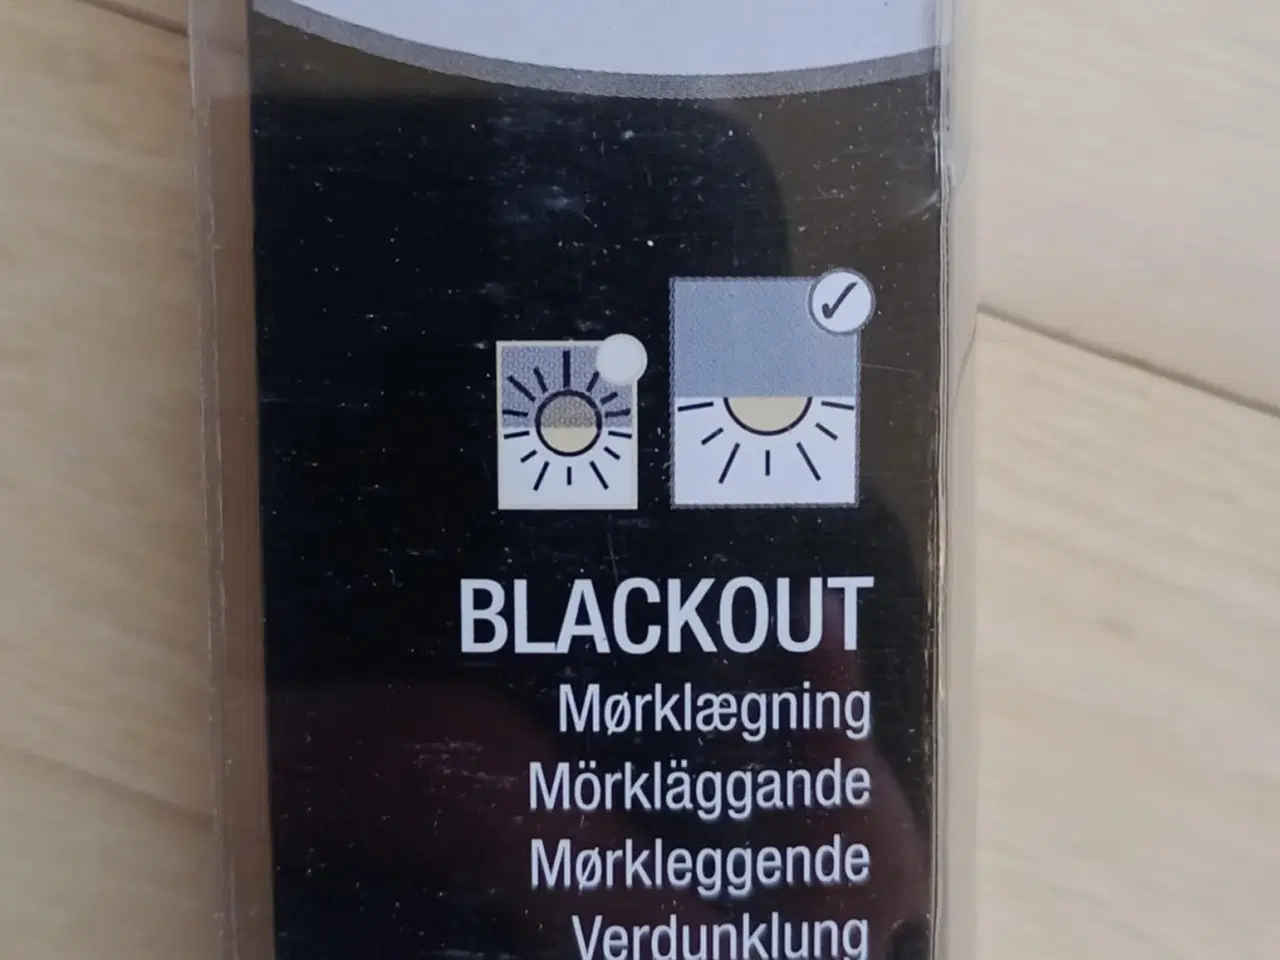 BLACKOUT
Mørklægning
Mörkläggande
Mørkleggende
Verdunklung